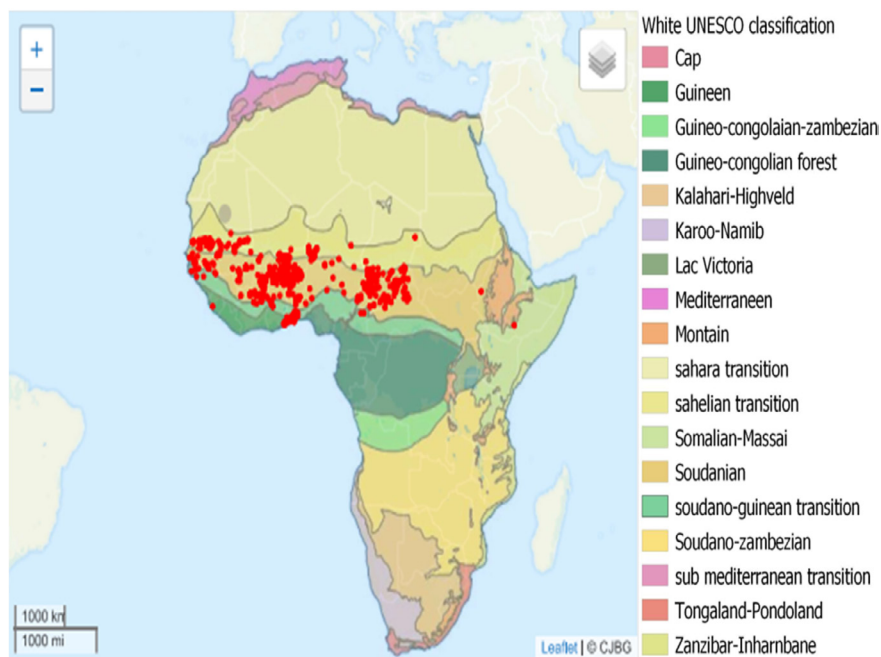 White UNESCO classification
+
−
Cap
Guineen
Guineo-congolaian-zambezian
Guineo-congolian forest
Kalahari-Highveld
Karoo-Namib
Lac Victoria
Mediterraneen
Montain
sahara transition
sahelian transition
Somalian-Massai
Soudanian
soudano-guinean transition
Soudano-zambezian
sub mediterranean transition
Tongaland-Pondoland
Zanzibar-Inharnbane
1000 km
1000 mi
Leaflet | © CJBG